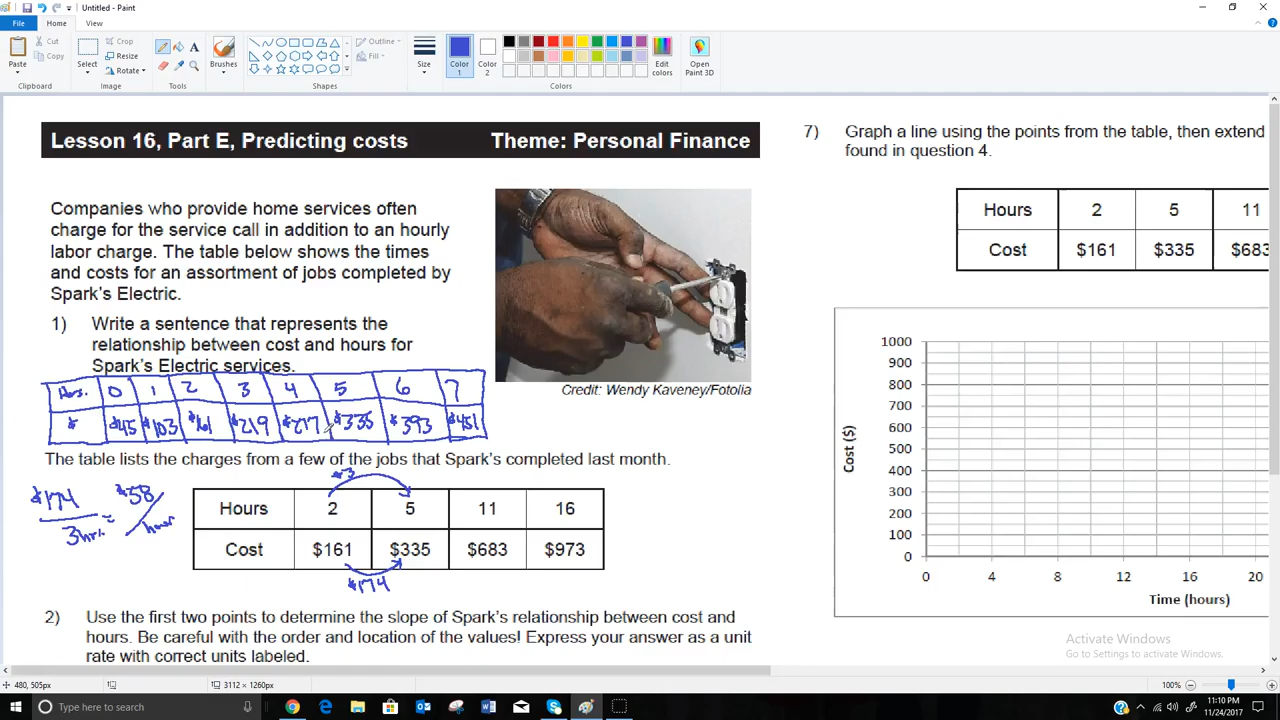 Untitled - Paint
File
Home
View
Paste
Cut
Copy
Clipboard
Select
Crop
Resize
Rotate
Image
Tools
Brushes
Shapes
Outline
Fill
Size
Color 1
Color 2
Edit colors
Colors
Open Paint 3D
Lesson 16, Part E, Predicting costs Theme: Personal Finance
Companies who provide home services often
charge for the service call in addition to an hourly
labor charge. The table below shows the times
and costs for an assortment of jobs completed by
Spark's Electric.
1) Write a sentence that represents the
relationship between cost and hours for
Spark's Electric services.
Credit: Wendy Kaveney/Fotolia
Hrs. 0 1 2 3 4 5 6 7
$ $45 $103 $161 $219 $277 $335 $393 $451
The table lists the charges from a few of the jobs that Spark's completed last month.
+3
$174 / 3 hrs. = $58 / hour
Hours 2 5 11 16
Cost $161 $335 $683 $973
+174
2) Use the first two points to determine the slope of Spark's relationship between cost and
hours. Be careful with the order and location of the values! Express your answer as a unit
rate with correct units labeled.
7) Graph a line using the points from the table, then extend
found in question 4.
Hours 2 5 11
Cost $161 $335 $683
1000
900
800
700
600
500
400
300
200
100
0
Cost ($)
0 4 8 12 16 20
Time (hours)
Activate Windows
Go to Settings to activate Windows.
480, 505px
3112 × 1260px
100%
Type here to search
11:10 PM
11/24/2017